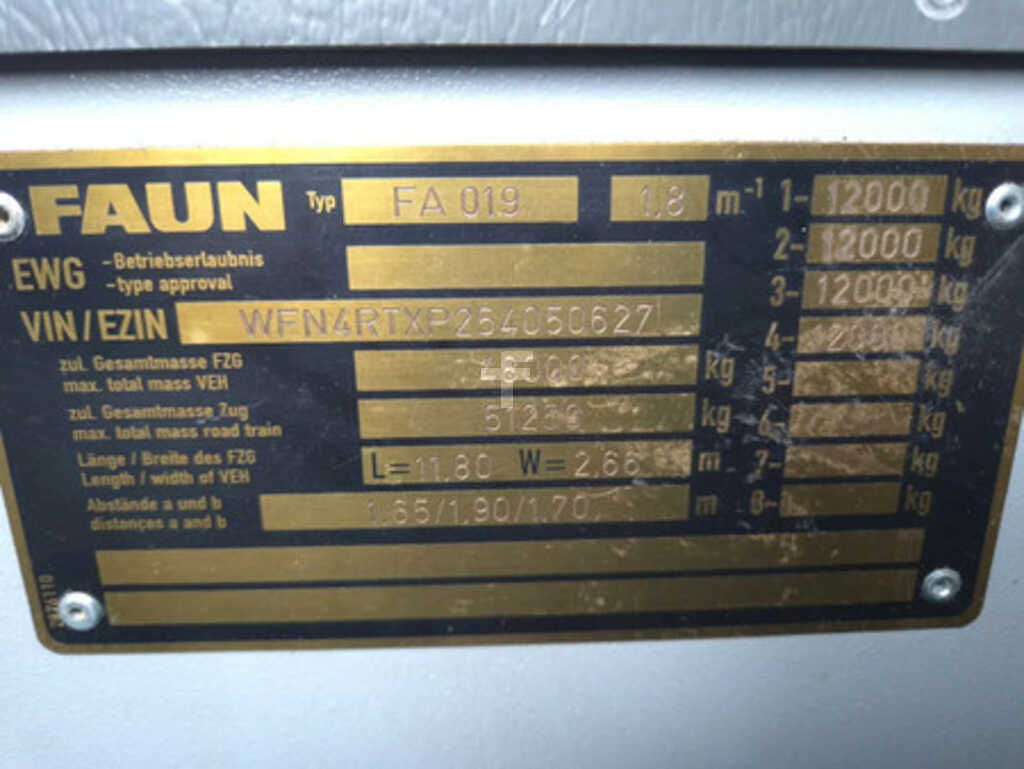 FAUN Typ FA 019 1.8 m-1 1- 12000 kg
EWG -Betriebserlaubnis
-type approval
2- 12000 kg
VIN/EZIN WFN4RTXP254050627
3- 12000 kg
zul. Gesamtmasse FZG
max. total mass VEH
kg
4- kg
5- kg
zul. Gesamtmasse Zug
max. total mass road train
kg
6- kg
Länge / Breite des FZG
Length / width of VEH
L=11.80 W=2.66 m
7- kg
Abstände a und b
distances a and b
1.65/1.90/1.70 m
8- kg